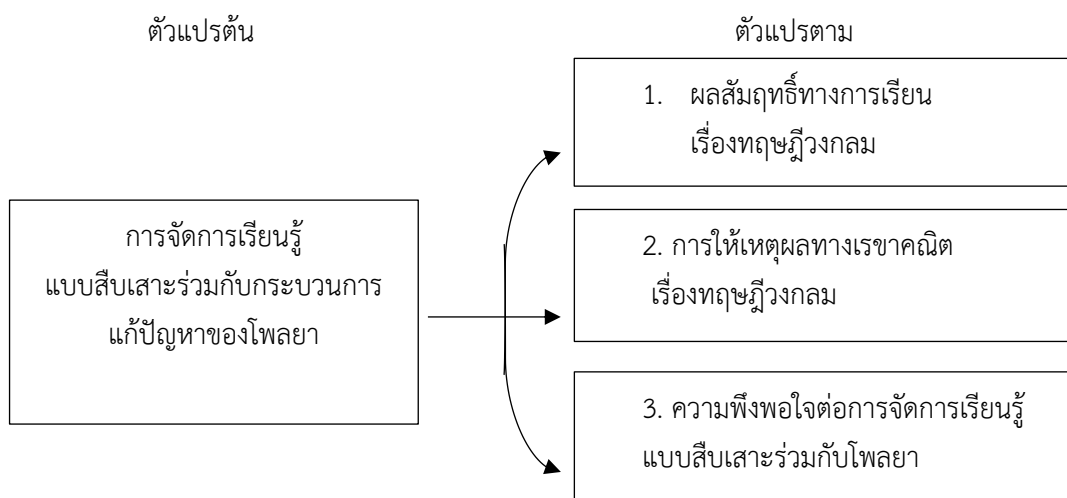 ตัวแปรต้น
ตัวแปรตาม
การจัดการเรียนรู้
แบบสืบเสาะร่วมกับกระบวนการ
แก้ปัญหาของโพลยา
1. ผลสัมฤทธิ์ทางการเรียน
เรื่องทฤษฎีวงกลม
2. การให้เหตุผลทางเรขาคณิต
เรื่องทฤษฎีวงกลม
3. ความพึงพอใจต่อการจัดการเรียนรู้
แบบสืบเสาะร่วมกับโพลยา